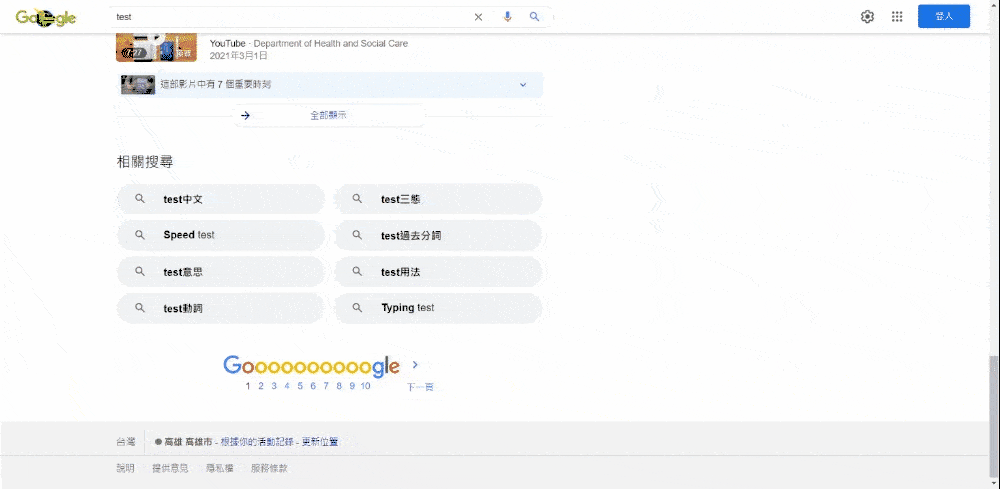 Google
test
登入
7:27
YouTube · Department of Health and Social Care
2021年3月1日
這部影片中有 7 個重要時刻
全部顯示
相關搜尋
test中文
test三態
Speed test
test過去分詞
test意思
test用法
test動詞
Typing test
Goooooooooogle
1 2 3 4 5 6 7 8 9 10
下一頁
台灣
高雄 高雄市 - 根據你的活動記錄 - 更新位置
說明 提供意見 隱私權 服務條款